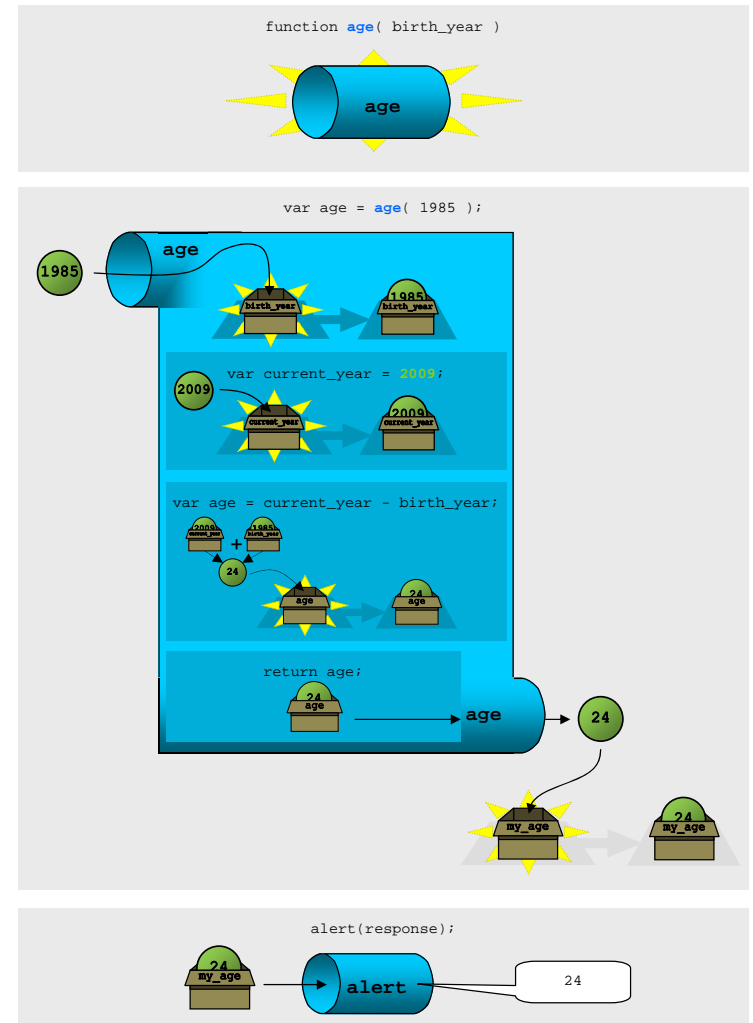 function age( birth_year )
age
var age = age( 1985 );
age
1985
birth_year
1985
birth_year
var current_year = 2009;
2009
current_year
2009
current_year
var age = current_year - birth_year;
2009
current_year
+
1985
birth_year
24
age
24
age
return age;
24
age
age
24
my_age
24
my_age
alert(response);
24
my_age
alert
24